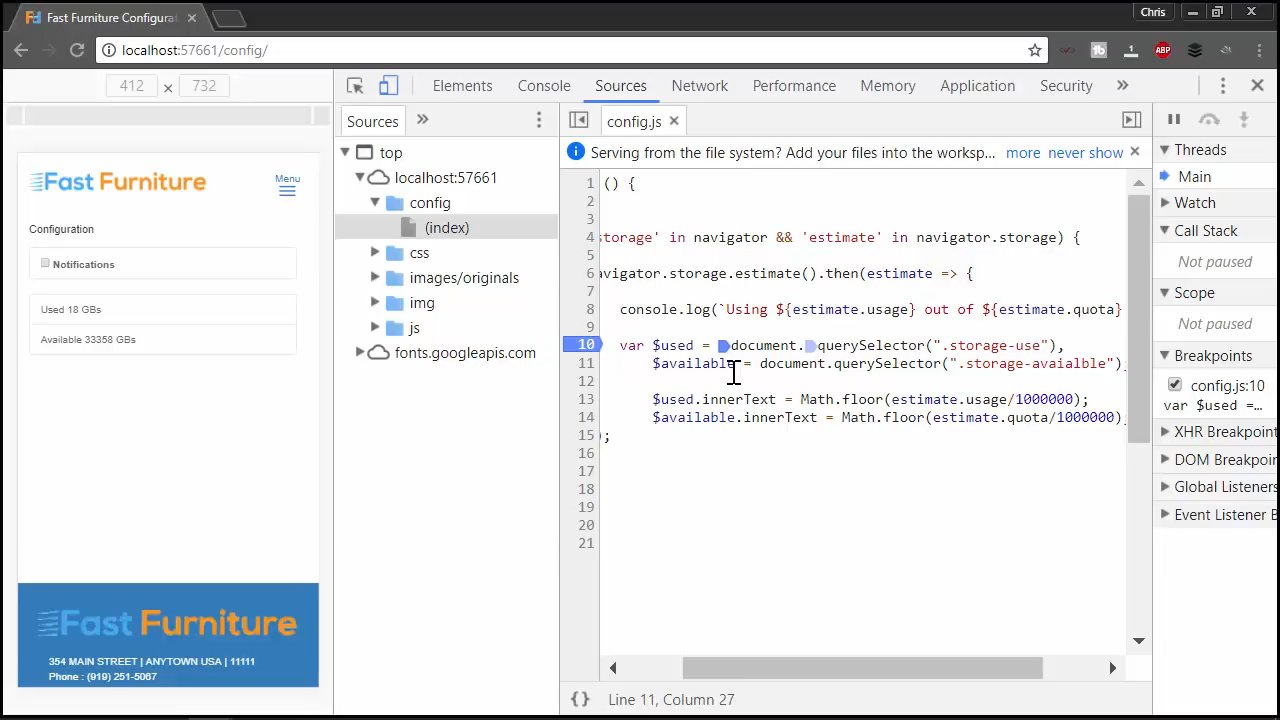 Fast Furniture Configura
Chris
localhost:57661/config/
ABP
412 × 732
Elements Console Sources Network Performance Memory Application Security
Sources
config.js
Serving from the file system? Add your files into the worksp... more never show
Fast Furniture
Menu
Configuration
Notifications
Used 18 GBs
Available 33358 GBs
Fast Furniture
354 MAIN STREET | ANYTOWN USA | 11111
Phone : (919) 251-5067
top
localhost:57661
config
(index)
css
images/originals
img
js
fonts.googleapis.com
1 () {
2
3
4 storage' in navigator && 'estimate' in navigator.storage) {
5
6 avigator.storage.estimate().then(estimate => {
7
8 console.log(`Using ${estimate.usage} out of ${estimate.quota}
9
10 var $used = document.querySelector(".storage-use"),
11 $available = document.querySelector(".storage-avaialble");
12
13 $used.innerText = Math.floor(estimate.usage/1000000);
14 $available.innerText = Math.floor(estimate.quota/1000000);
15 );
16
17
18
19
20
21
Line 11, Column 27
Threads
Main
Watch
Call Stack
Not paused
Scope
Not paused
Breakpoints
config.js:10
var $used =…
XHR Breakpoint
DOM Breakpoin
Global Listeners
Event Listener B